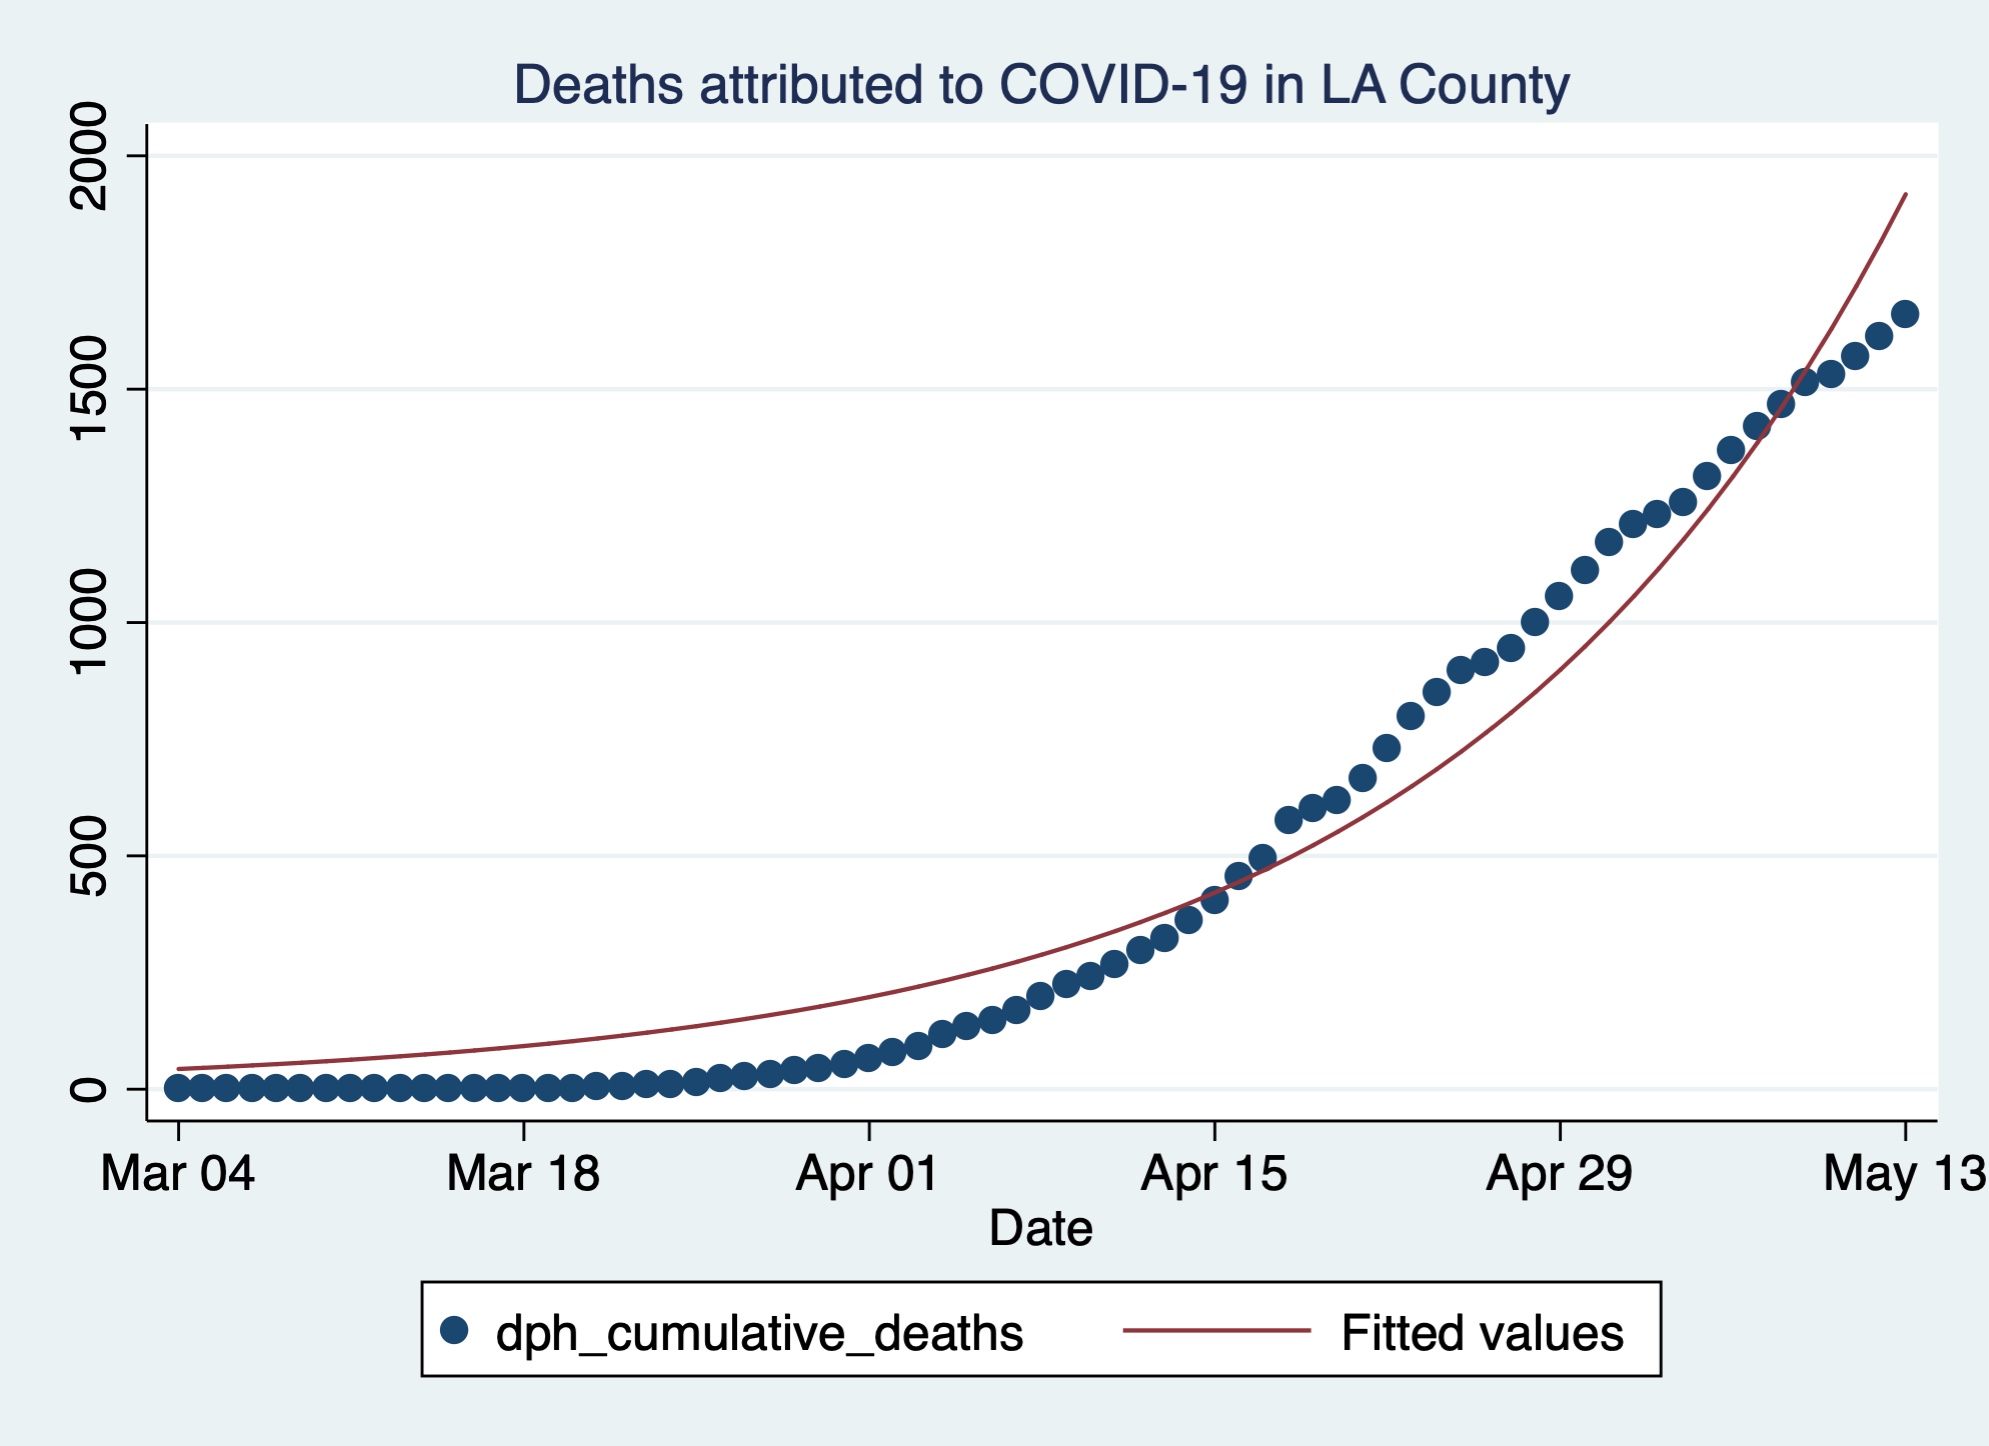 Deaths attributed to COVID-19 in LA County
2000
1500
1000
500
0
Mar 04 Mar 18 Apr 01 Apr 15 Apr 29 May 13
Date
dph_cumulative_deaths Fitted values